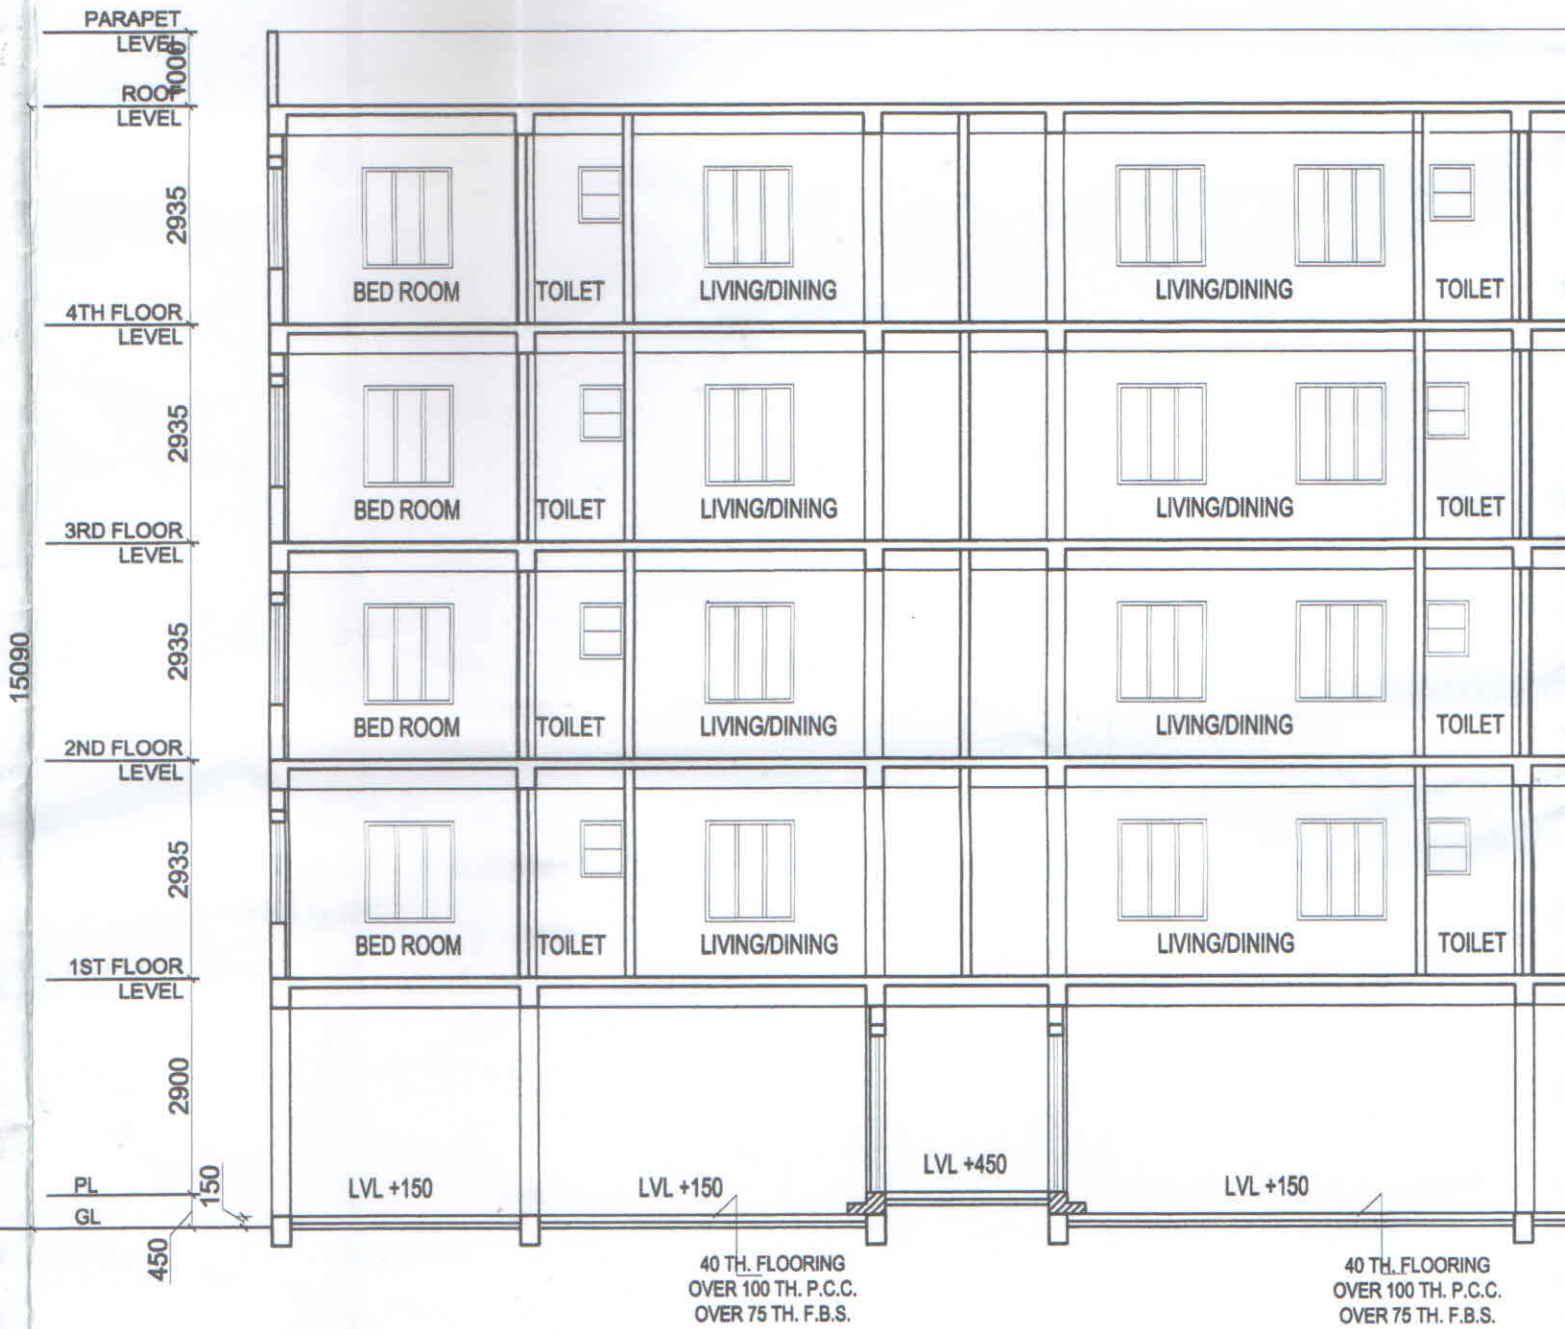 PARAPET
LEVEL
1000
ROOF
LEVEL
2935
BED ROOM TOILET LIVING/DINING LIVING/DINING TOILET
4TH FLOOR
LEVEL
2935
BED ROOM TOILET LIVING/DINING LIVING/DINING TOILET
3RD FLOOR
LEVEL
15090
2935
BED ROOM TOILET LIVING/DINING LIVING/DINING TOILET
2ND FLOOR
LEVEL
2935
BED ROOM TOILET LIVING/DINING LIVING/DINING TOILET
1ST FLOOR
LEVEL
2900
LVL +450
PL
150
LVL +150 LVL +150 LVL +150
GL
450
40 TH. FLOORING
OVER 100 TH. P.C.C.
OVER 75 TH. F.B.S.
40 TH. FLOORING
OVER 100 TH. P.C.C.
OVER 75 TH. F.B.S.